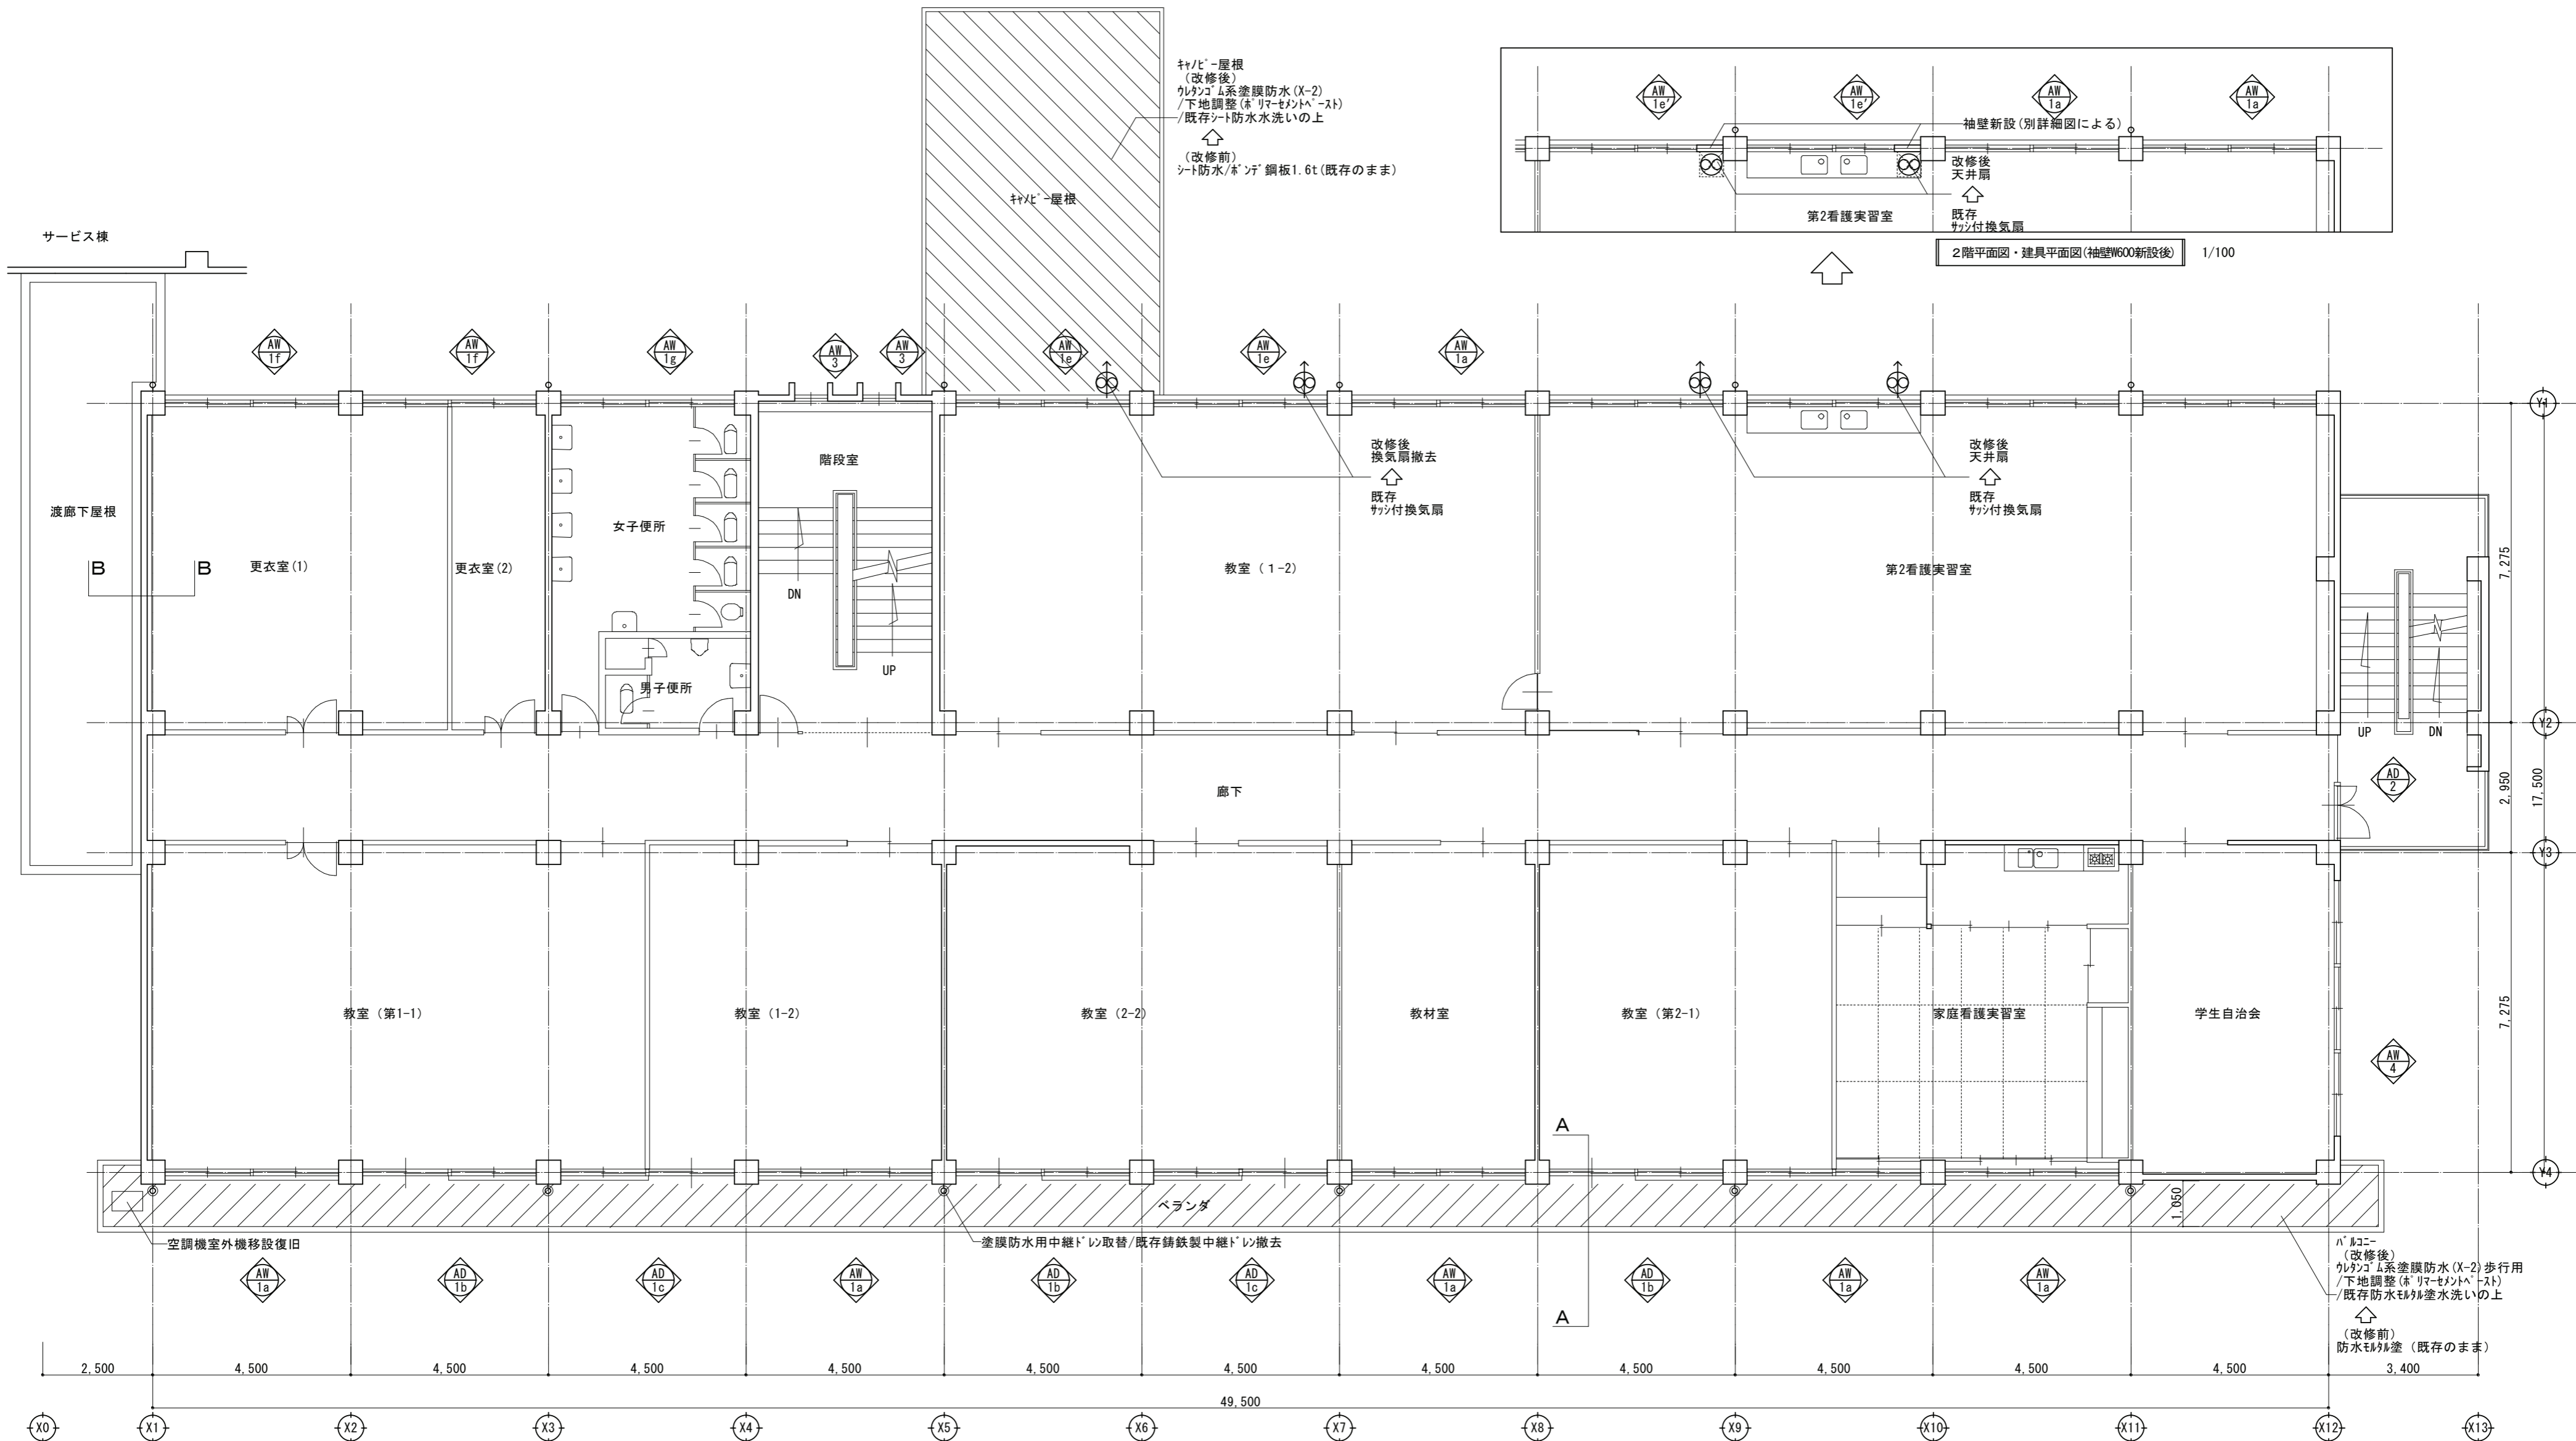 キャノピー屋根
(改修後)
ウレタンゴム系塗膜防水(X-2)
/下地調整(ポリマーセメントペースト)
/既存シート防水水洗いの上
(改修前)
シート防水/ボンデ鋼板1.6t(既存のまま)
キャノピー屋根
AW
1e'
AW
1e'
AW
1a
AW
1a
袖壁新設(別詳細図による)
改修後
天井扇
既存
サッシ付換気扇
第2看護実習室
2階平面図・建具平面図(袖壁W600新設後)
1/100
サービス棟
AW
1f
AW
1f
AW
1g
AW
3
AW
3
AW
1e
AW
1e
AW
1a
Y1
改修後
換気扇撤去
既存
サッシ付換気扇
改修後
天井扇
既存
サッシ付換気扇
階段室
渡廊下屋根
女子便所
B
B
更衣室(1)
更衣室(2)
教室(1-2)
第2看護実習室
7,275
DN
UP
男子便所
UP
DN
Y2
AD
2
廊下
2,950
17,500
Y3
教室(第1-1)
教室(1-2)
教室(2-2)
教材室
教室(第2-1)
家庭看護実習室
学生自治会
7,275
AW
4
A
A
Y4
ベランダ
1,050
空調機室外機移設復旧
塗膜防水用中継ドレン取替/既存鋳鉄製中継ドレン撤去
バルコニー
(改修後)
ウレタンゴム系塗膜防水(X-2)歩行用
/下地調整(ポリマーセメントペースト)
/既存防水モルタル塗水洗いの上
(改修前)
防水モルタル塗(既存のまま)
AW
1a
AD
1b
AD
1c
AW
1a
AD
1b
AD
1c
AW
1a
AD
1b
AW
1a
AW
1a
2,500
4,500
4,500
4,500
4,500
4,500
4,500
4,500
4,500
4,500
4,500
4,500
3,400
49,500
X0
X1
X2
X3
X4
X5
X6
X7
X8
X9
X10
X11
X12
X13